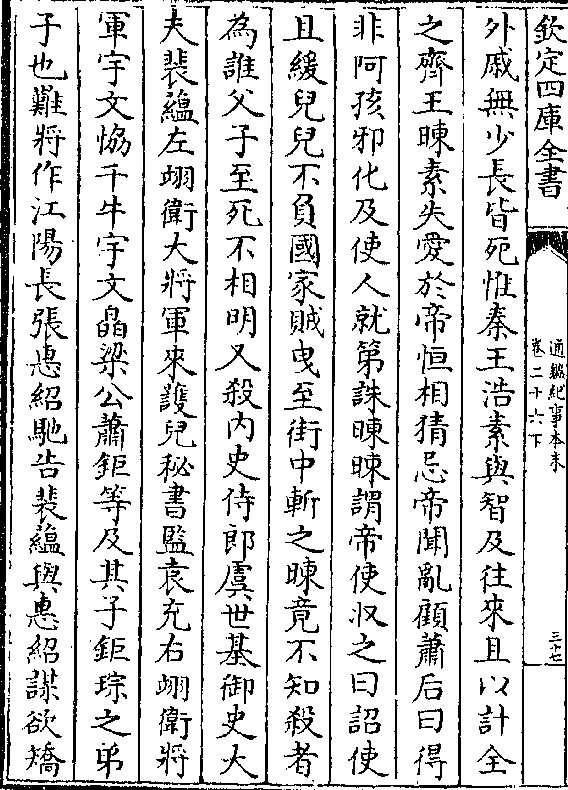 欽定四庫全書
通鑑紀事本末
卷二十六下
三十七
外戚無少長皆死惟秦王浩素與智及往來且以計全
之齊王暕素失愛於帝恒相猜忌帝聞亂顧蕭后曰得
非阿孩邪化及使人就第誅暕暕謂帝使收之曰詔使
且緩兒兒不負國家賊曳至街中斬之暕竟不知殺者
為誰父子至死不相明又殺内史侍郎虞世基御史大
夫裴藴左翊衛大將軍來護兒秘書監袁充右翊衛將
軍宇文協千牛宇文皛梁公蕭鉅等及其子鉅琮之弟
子也難將作江陽長張惠紹馳告裴藴與惠紹謀欲矯